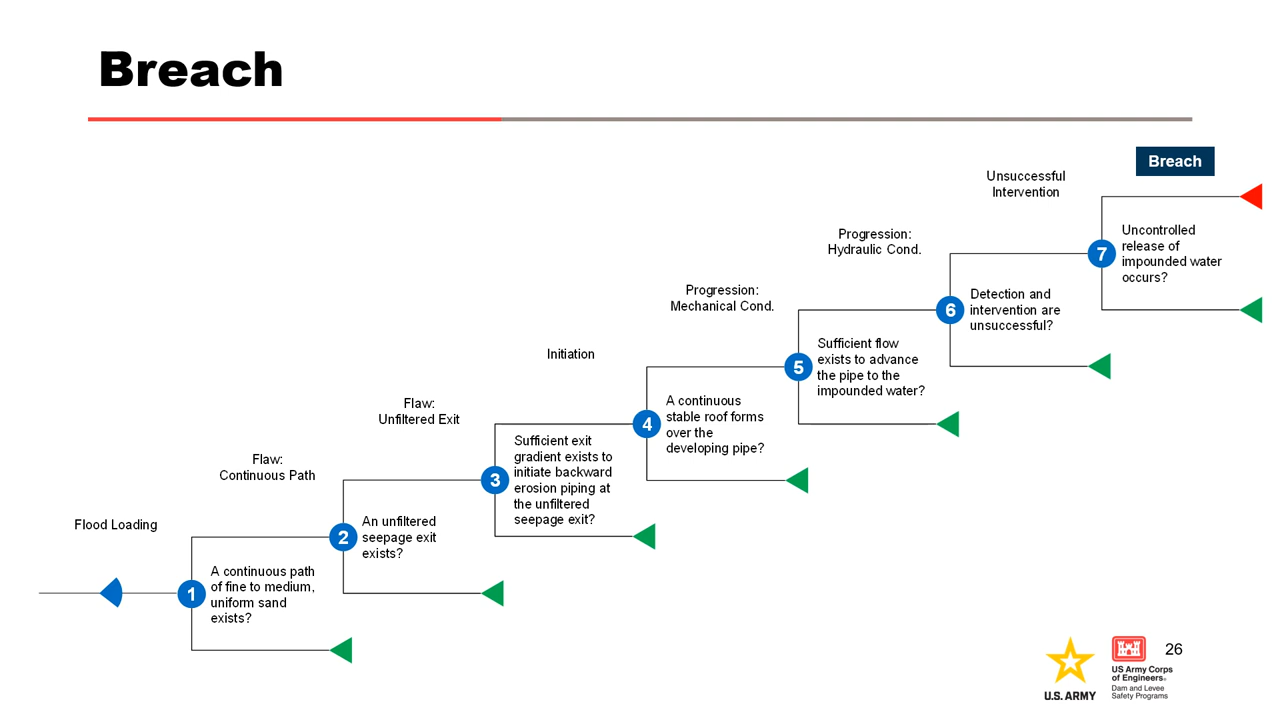 Breach
Breach
Unsuccessful
Intervention
7
Uncontrolled
release of
impounded water
occurs?
Progression:
Hydraulic Cond.
6
Detection and
intervention are
unsuccessful?
Progression:
Mechanical Cond.
5
Sufficient flow
exists to advance
the pipe to the
impounded water?
Initiation
4
A continuous
stable roof forms
over the
developing pipe?
Flaw:
Unfiltered Exit
3
Sufficient exit
gradient exists to
initiate backward
erosion piping at
the unfiltered
seepage exit?
Flaw:
Continuous Path
2
An unfiltered
seepage exit
exists?
Flood Loading
1
A continuous path
of fine to medium,
uniform sand
exists?
U.S. ARMY
US Army Corps
of Engineers®
Dam and Levee
Safety Programs
26